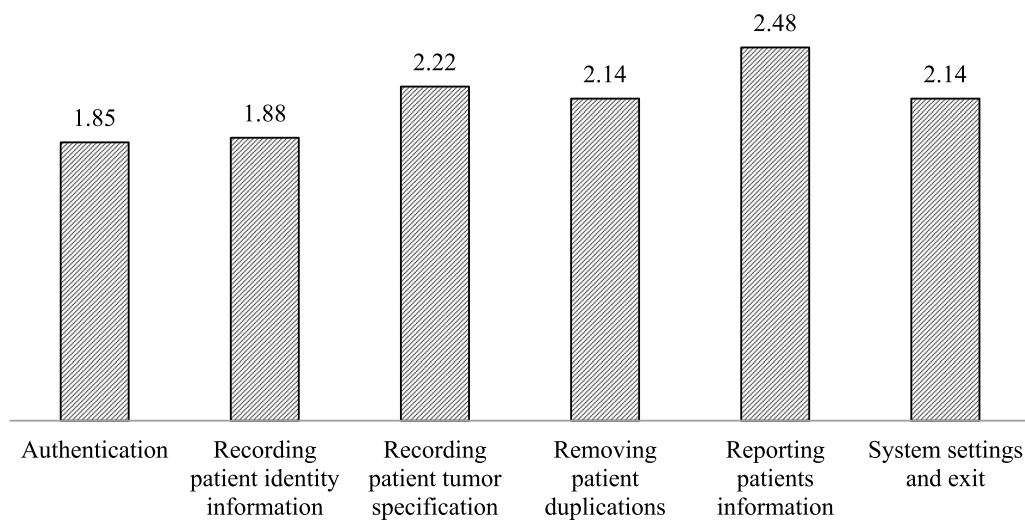 2.48
2.22
2.14
2.14
1.85
1.88
Authentication
Recording
patient identity
information
Recording
patient tumor
specification
Removing
patient
duplications
Reporting
patients
information
System settings
and exit